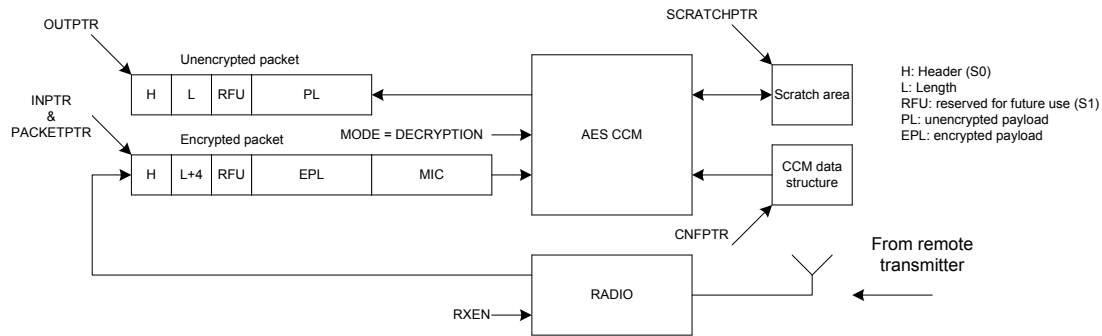 OUTPTR
SCRATCHPTR
Unencrypted packet
H L RFU PL
INPTR
&
PACKETPTR
MODE = DECRYPTION
Encrypted packet
H L+4 RFU EPL MIC
AES CCM
Scratch area
CCM data
structure
CNFPTR
H: Header (S0)
L: Length
RFU: reserved for future use (S1)
PL: unencrypted payload
EPL: encrypted payload
From remote
transmitter
RADIO
RXEN